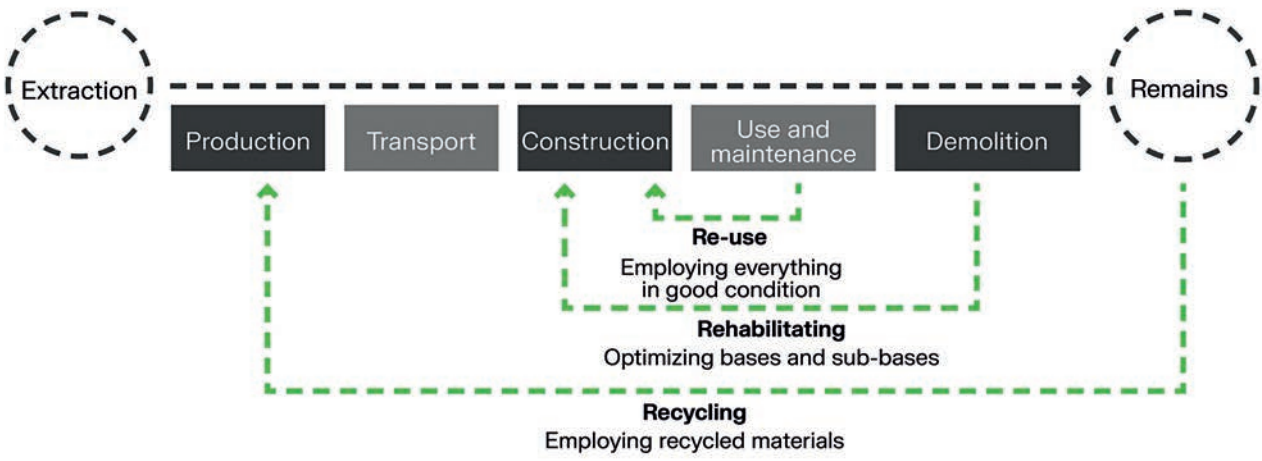 Extraction
Remains
Production
Transport
Construction
Use and
maintenance
Demolition
Re-use
Employing everything
in good condition
Rehabilitating
Optimizing bases and sub-bases
Recycling
Employing recycled materials